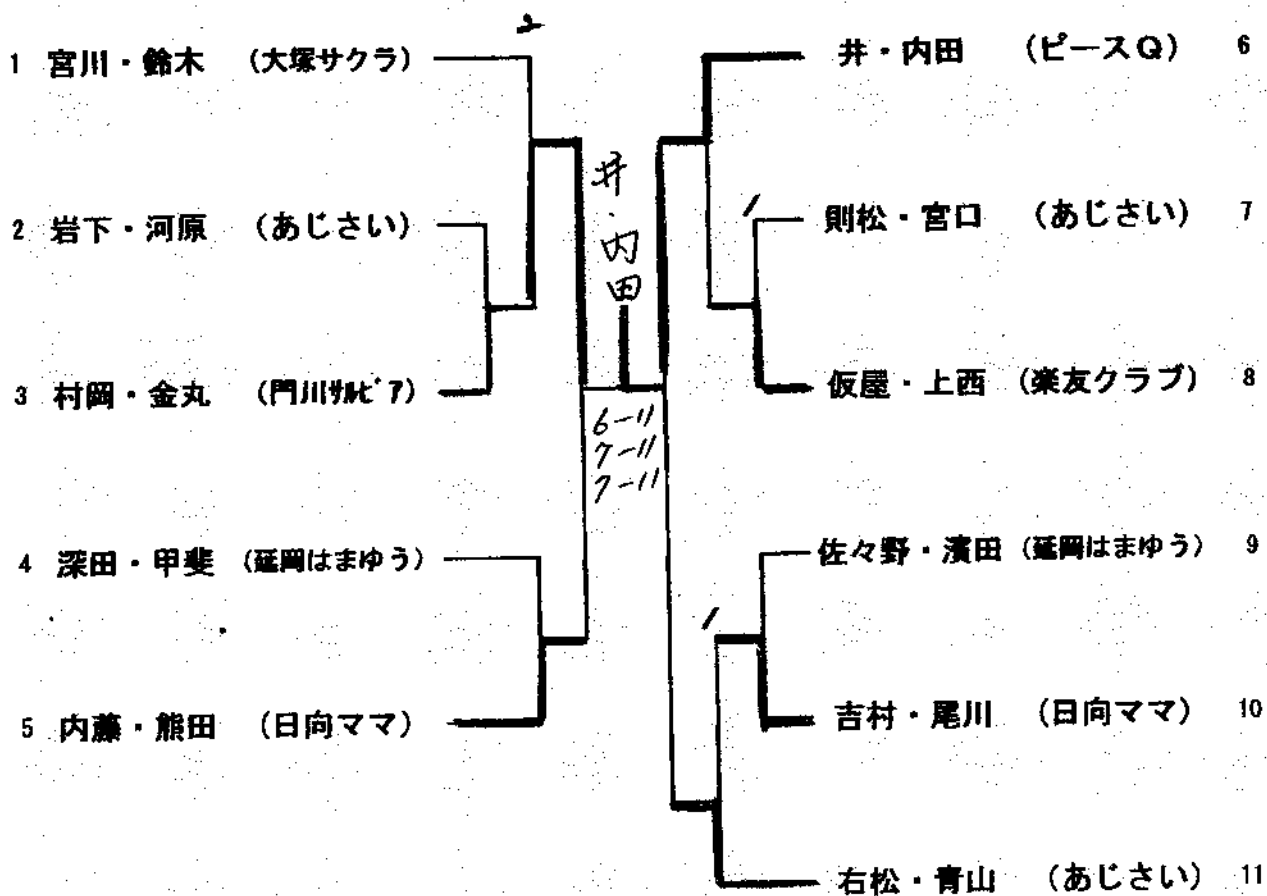 2
1 宮川・鈴木 (大塚サクラ)
2 岩下・河原 (あじさい)
3 村岡・金丸 (門川ｻﾙﾋﾞｱ)
4 深田・甲斐 (延岡はまゆう)
5 内藤・熊田 (日向ママ)
井・内田
6-11
7-11
7-11
井・内田 (ピースQ) 6
1
則松・宮口 (あじさい) 7
仮屋・上西 (楽友クラブ) 8
佐々野・濱田 (延岡はまゆう) 9
1
吉村・尾川 (日向ママ) 10
右松・青山 (あじさい) 11